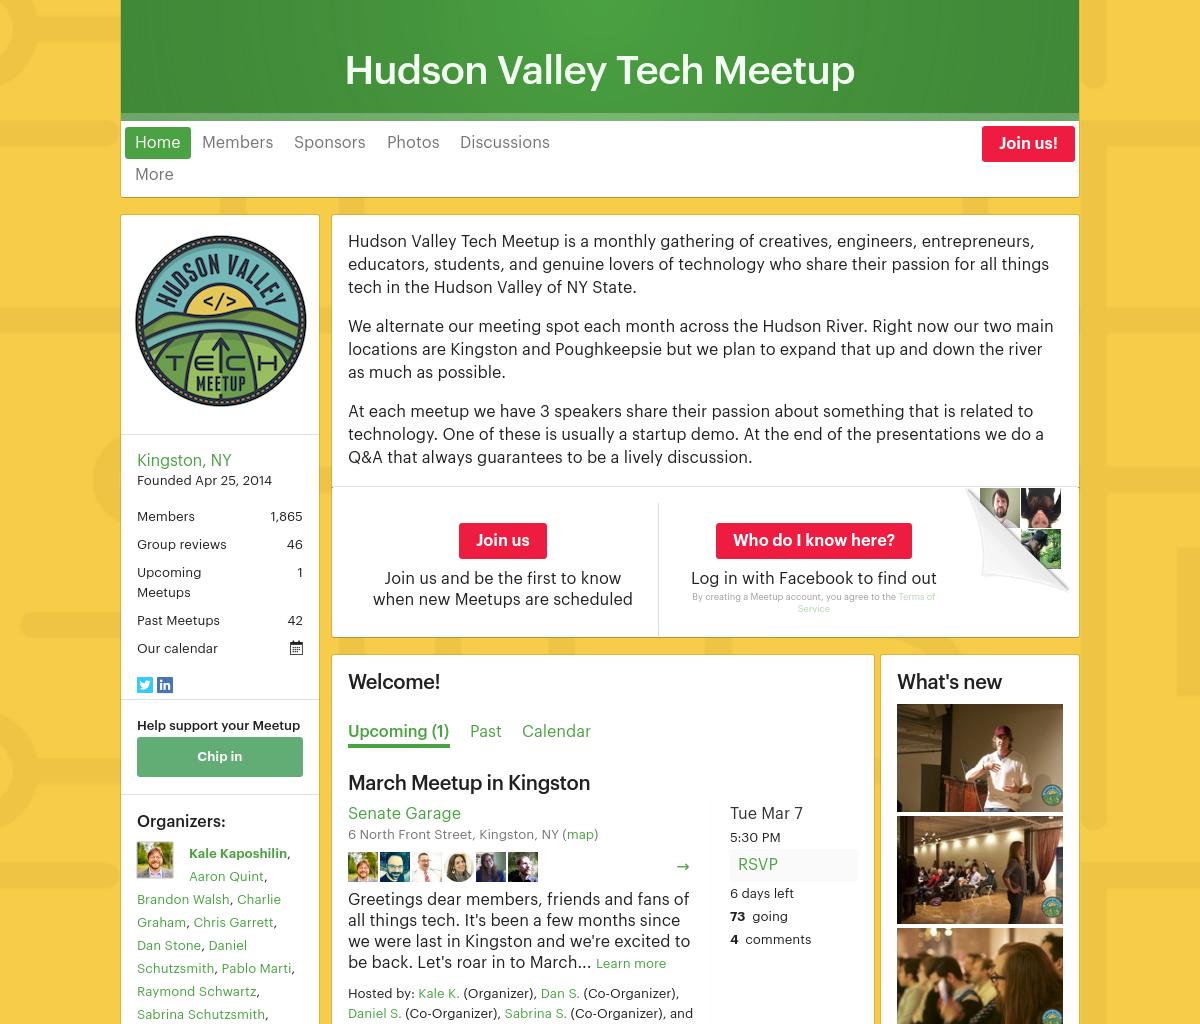 Hudson Valley Tech Meetup
Home Members Sponsors Photos Discussions
More
Join us!
HUDSON VALLEY
</>
TECH
MEETUP
Kingston, NY
Founded Apr 25, 2014
Members 1,865
Group reviews 46
Upcoming 1
Meetups
Past Meetups 42
Our calendar
in
Help support your Meetup
Chip in
Organizers:
Kale Kaposhilin,
Aaron Quint,
Brandon Walsh, Charlie
Graham, Chris Garrett,
Dan Stone, Daniel
Schutzsmith, Pablo Marti,
Raymond Schwartz,
Sabrina Schutzsmith,
Hudson Valley Tech Meetup is a monthly gathering of creatives, engineers, entrepreneurs,
educators, students, and genuine lovers of technology who share their passion for all things
tech in the Hudson Valley of NY State.
We alternate our meeting spot each month across the Hudson River. Right now our two main
locations are Kingston and Poughkeepsie but we plan to expand that up and down the river
as much as possible.
At each meetup we have 3 speakers share their passion about something that is related to
technology. One of these is usually a startup demo. At the end of the presentations we do a
Q&A that always guarantees to be a lively discussion.
Join us
Join us and be the first to know
when new Meetups are scheduled
Who do I know here?
Log in with Facebook to find out
By creating a Meetup account, you agree to the Terms of
Service
Welcome!
Upcoming (1) Past Calendar
March Meetup in Kingston
Senate Garage
6 North Front Street, Kingston, NY (map)
→
Greetings dear members, friends and fans of
all things tech. It's been a few months since
we were last in Kingston and we're excited to
be back. Let's roar in to March... Learn more
Hosted by: Kale K. (Organizer), Dan S. (Co-Organizer),
Daniel S. (Co-Organizer), Sabrina S. (Co-Organizer), and
Tue Mar 7
5:30 PM
RSVP
6 days left
73 going
4 comments
What's new